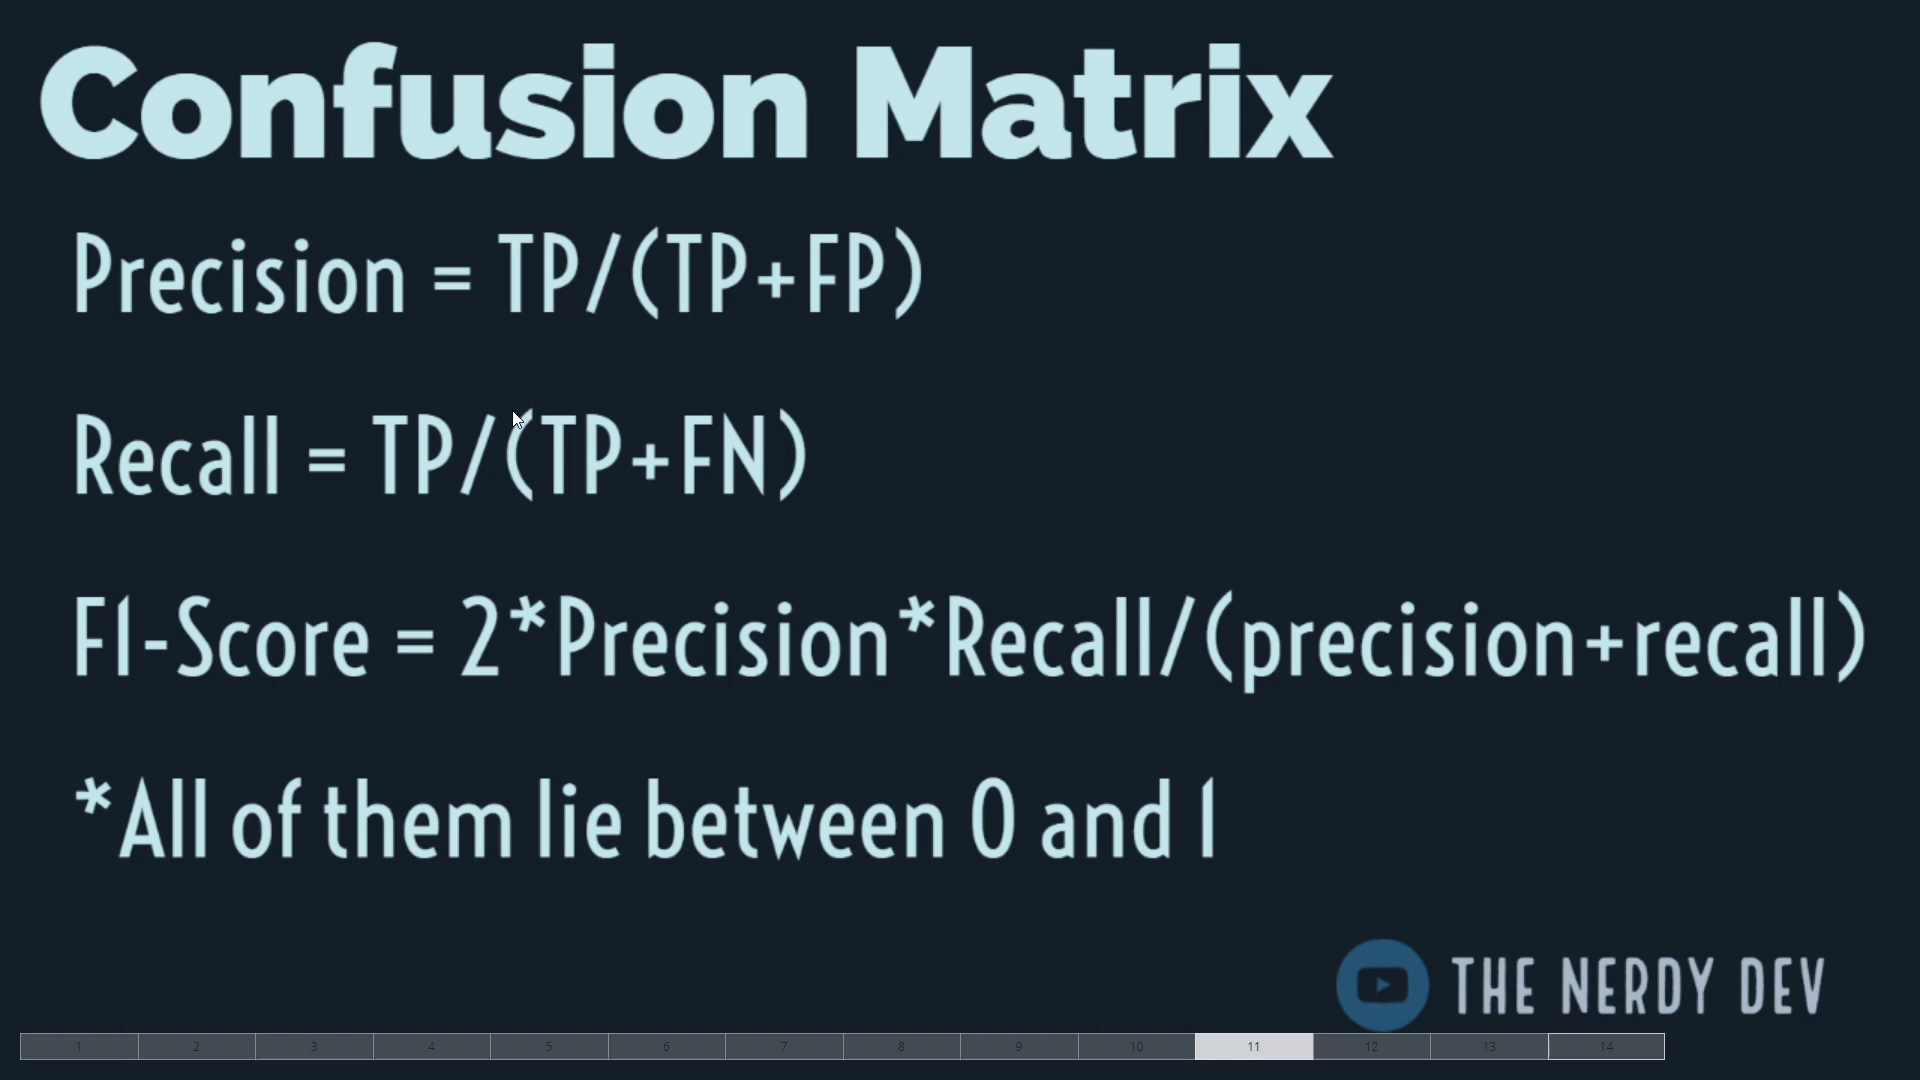 Confusion Matrix
Precision = TP/(TP+FP)
Recall = TP/(TP+FN)
F1-Score = 2*Precision*Recall/(precision+recall)
*All of them lie between 0 and 1
THE NERDY DEV
1 2 3 4 5 6 7 8 9 10 11 12 13 14